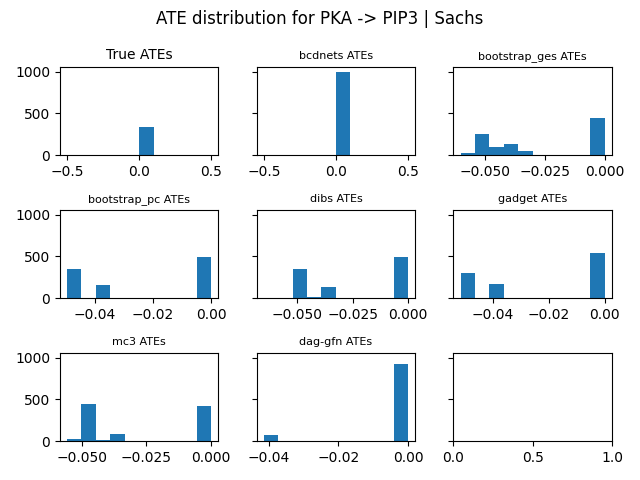 ATE distribution for PKA -> PIP3 | Sachs
True ATEs
bcdnets ATEs
bootstrap_ges ATEs
1000
500
0
−0.5 0.0 0.5
−0.5 0.0 0.5
−0.050 −0.025 0.000
bootstrap_pc ATEs
dibs ATEs
gadget ATEs
1000
500
0
−0.04 −0.02 0.00
−0.050 −0.025 0.000
−0.04 −0.02 0.00
mc3 ATEs
dag-gfn ATEs
1000
500
0
−0.050 −0.025 0.000
−0.04 −0.02 0.00
0.0 0.5 1.0